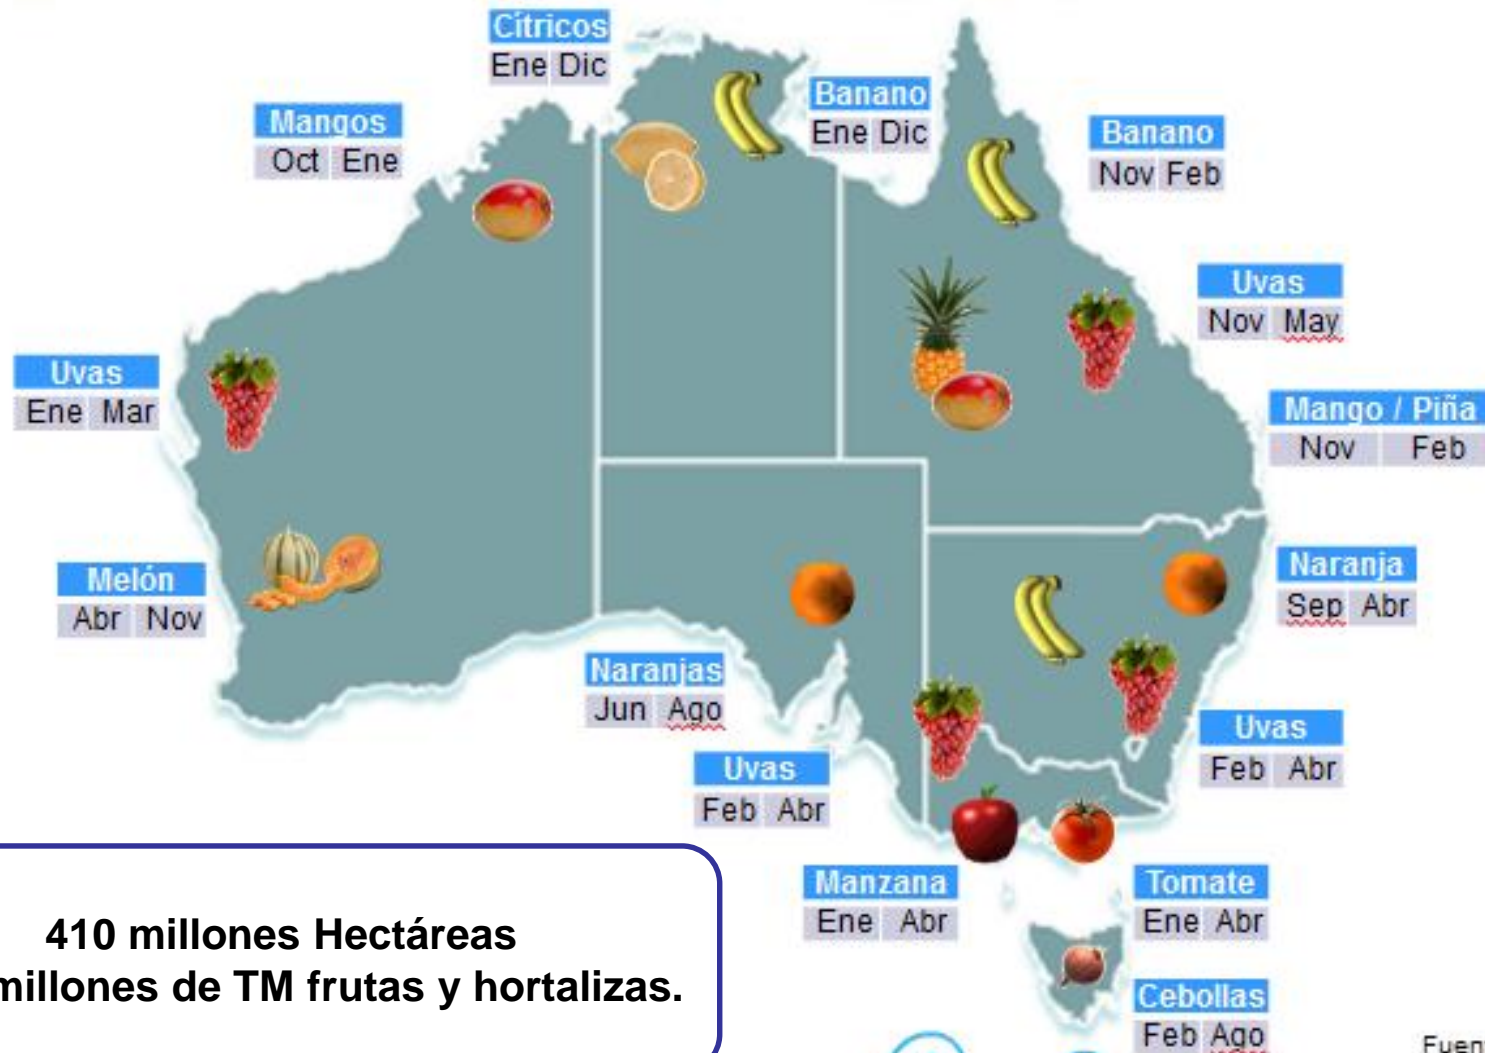 Cítricos
Ene Dic
Mangos
Oct Ene
Banano
Ene Dic
Banano
Nov Feb
Uvas
Nov May
Uvas
Ene Mar
Mango / Piña
Nov Feb
Melón
Abr Nov
Naranja
Sep Abr
Naranjas
Jun Ago
Uvas
Feb Abr
Uvas
Feb Abr
Manzana
Ene Abr
Tomate
Ene Abr
Cebollas
Feb Ago
410 millones Hectáreas
millones de TM frutas y hortalizas.
Fuen